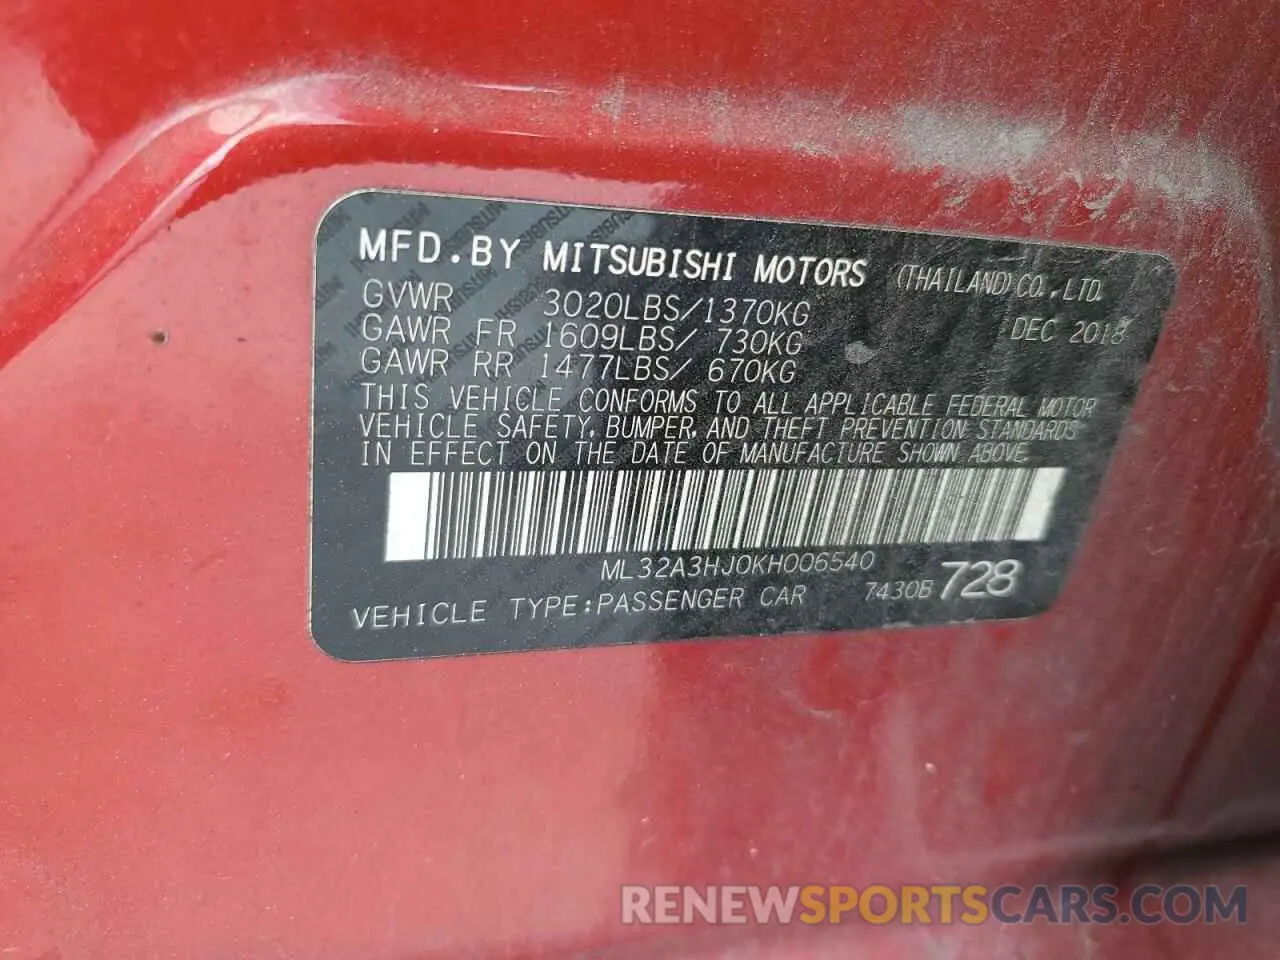 MFD.BY MITSUBISHI MOTORS (THAILAND)CO.,LTD.
GVWR 3020LBS/1370KG DEC 2018
GAWR FR 1609LBS/ 730KG
GAWR RR 1477LBS/ 670KG
THIS VEHICLE CONFORMS TO ALL APPLICABLE FEDERAL MOTOR
VEHICLE SAFETY, BUMPER, AND THEFT PREVENTION STANDARDS
IN EFFECT ON THE DATE OF MANUFACTURE SHOWN ABOVE.
ML32A3HJ0KH006540
VEHICLE TYPE:PASSENGER CAR 7430B 728
RENEWSPORTSCARS.COM